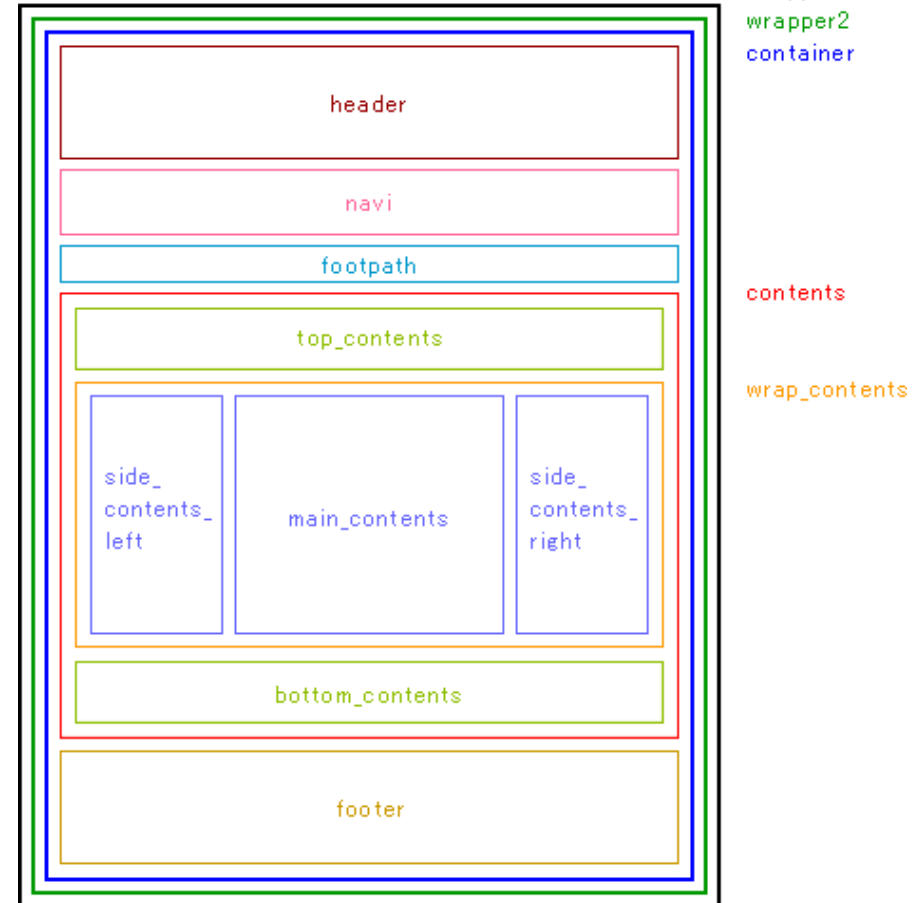 wrapper2
container
header
navi
footpath
contents
top_contents
wrap_contents
side_
contents_
left
main_contents
side_
contents_
right
bottom_contents
footer